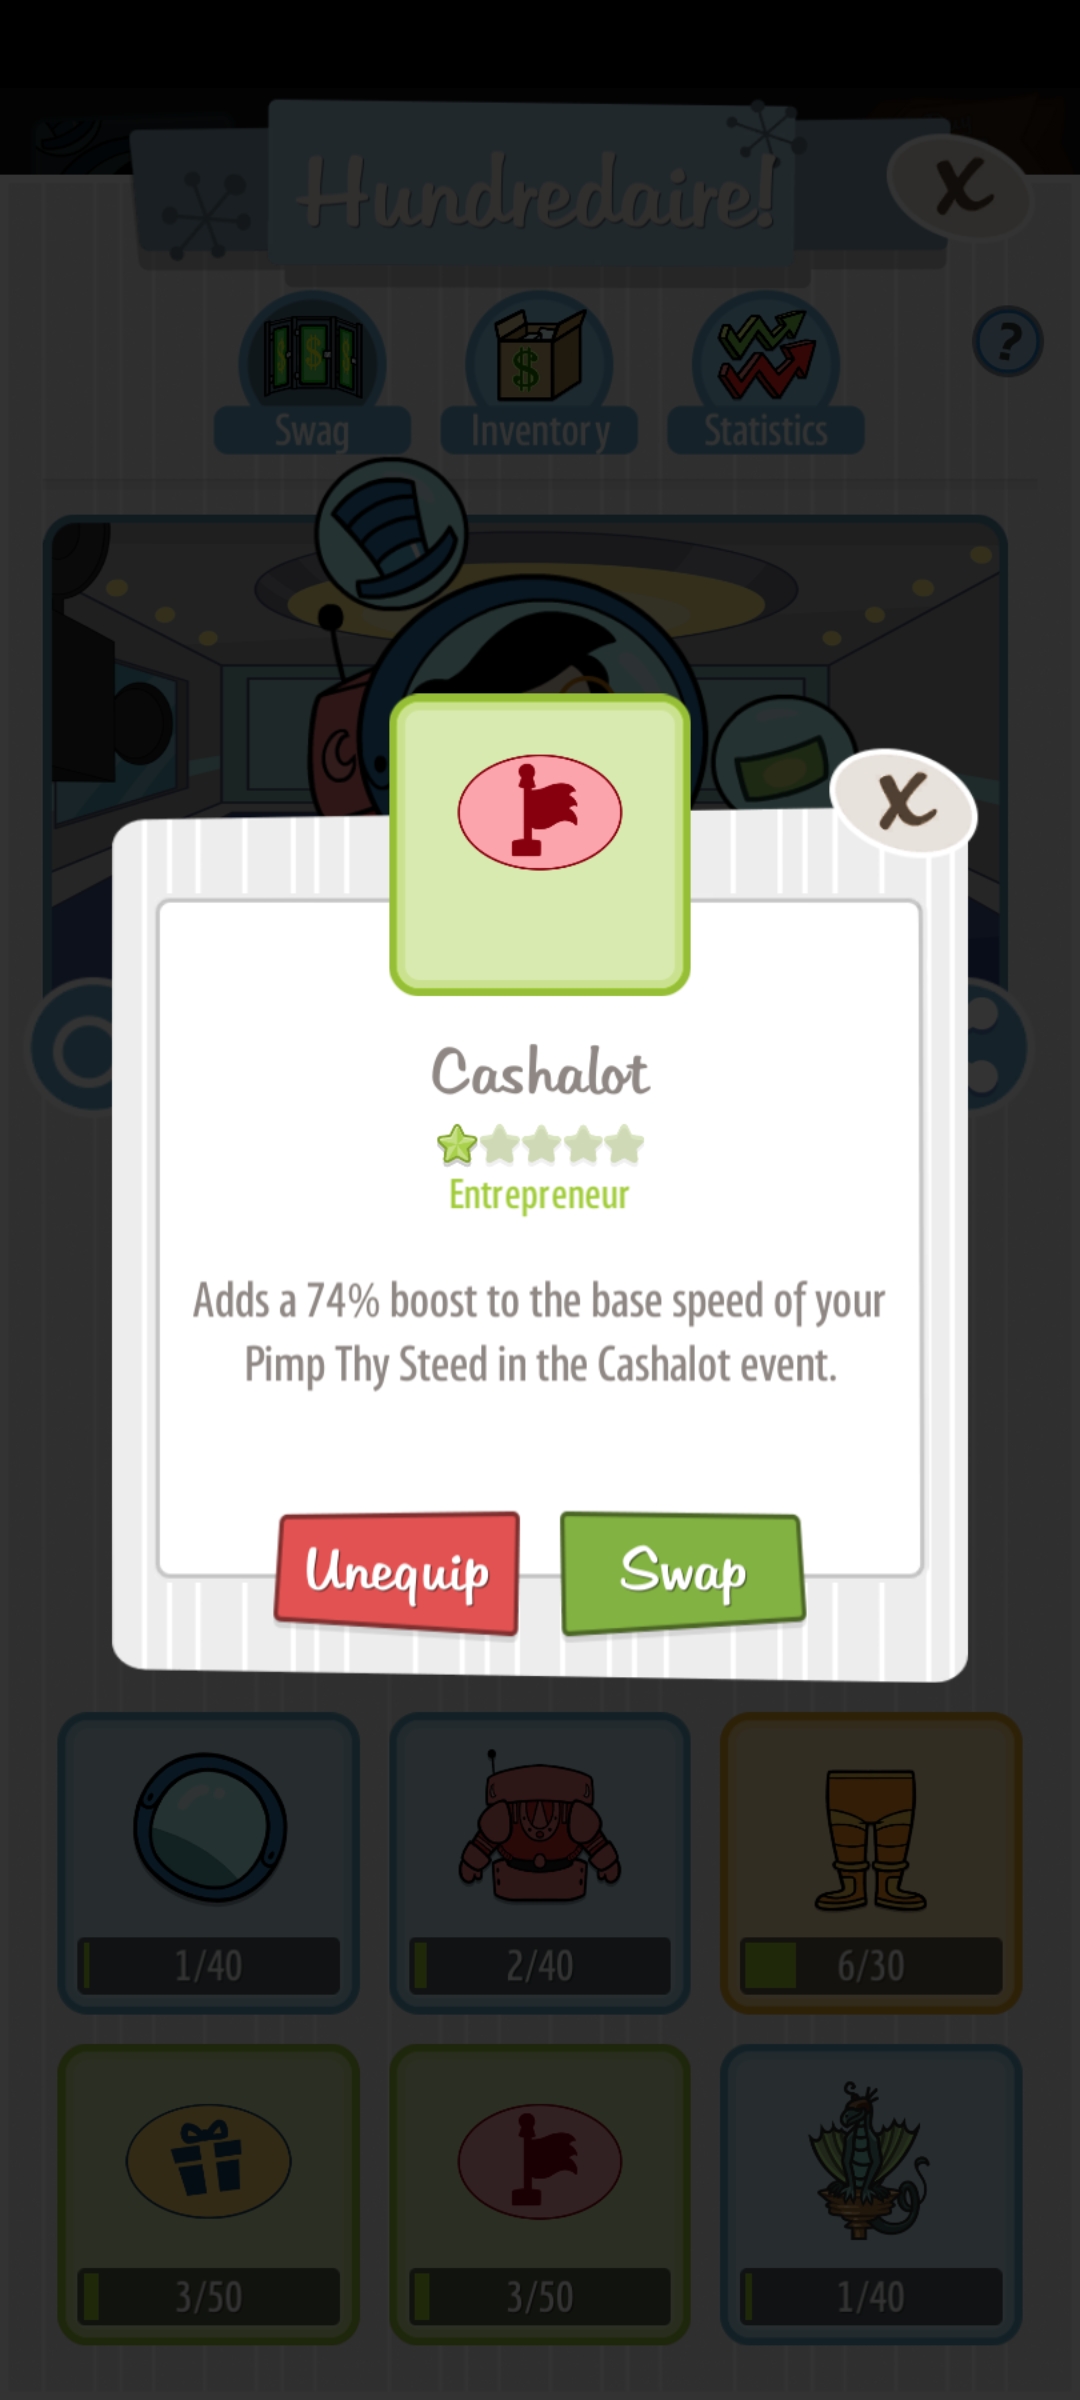 Hundredaire!
X
?
Swag
Inventory
Statistics
X
Cashalot
Entrepreneur
Adds a 74% boost to the base speed of your
Pimp Thy Steed in the Cashalot event.
Unequip
Swap
1/40
2/40
6/30
3/50
3/50
1/40